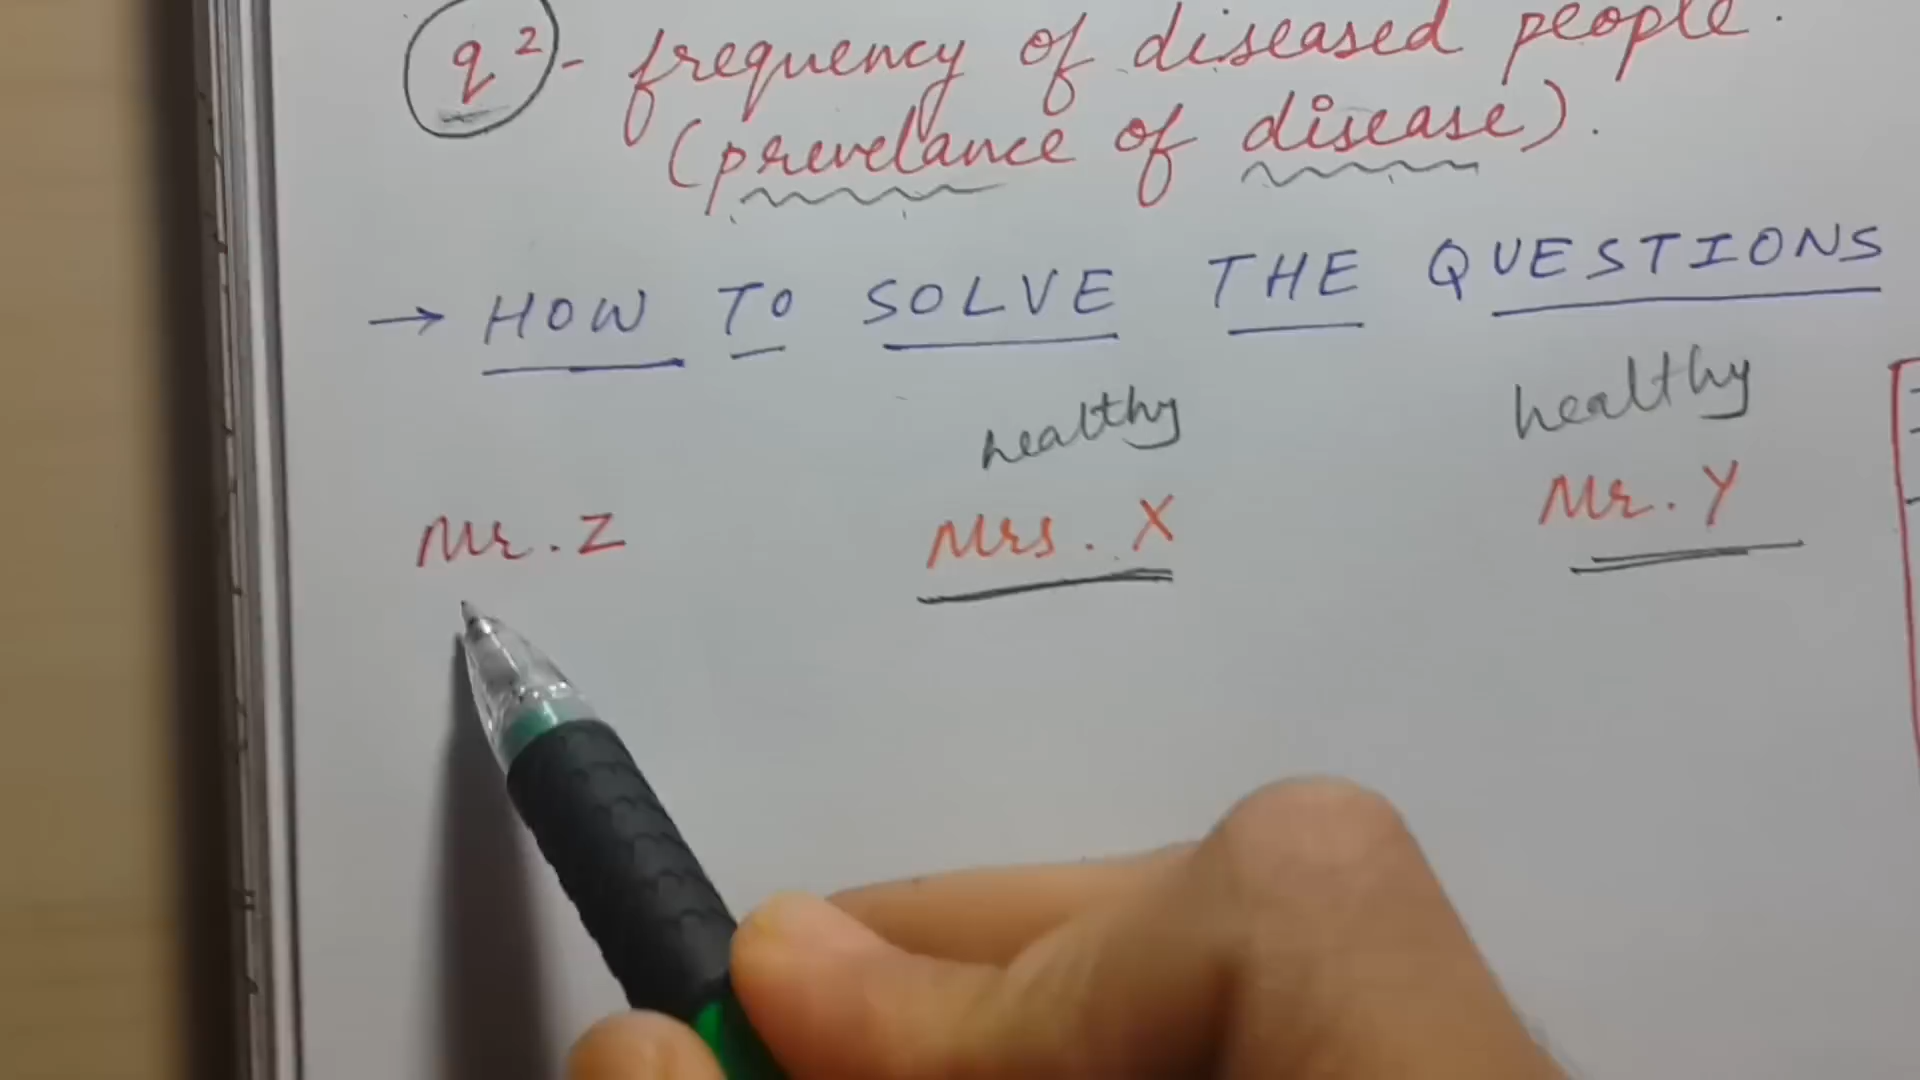 q² - frequency of diseased people.
(prevelance of disease).
→ HOW TO SOLVE THE QUESTIONS
healthy healthy
Mr. Z Mrs. X Mr. Y